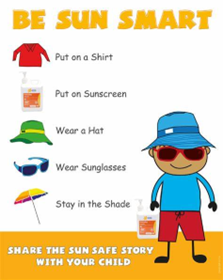 BE SUN SMART
Put on a Shirt
Put on Sunscreen
Wear a Hat
Wear Sunglasses
Stay in the Shade
SHARE THE SUN SAFE STORY
WITH YOUR CHILD